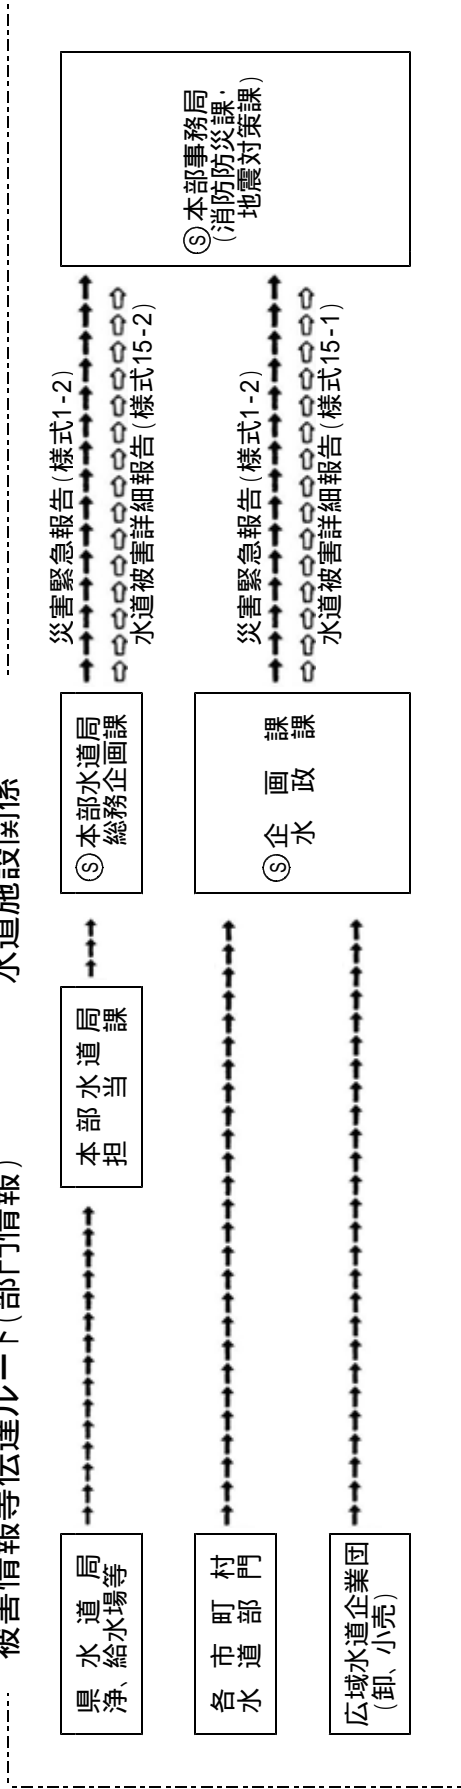 被害情報等伝達ルート(部門情報)
水道施設関係
県水道局
浄、給水場等
本部水道局
担当課
Ⓢ本部水道局
総務企画課
災害緊急報告(様式1-2)
水道被害詳細報告(様式15-2)
各市町村
水道部門
Ⓢ企画課
水政課
災害緊急報告(様式1-2)
水道被害詳細報告(様式15-1)
広域水道企業団
(卸、小売)
Ⓢ本部事務局
(消防防災課・
地震対策課)